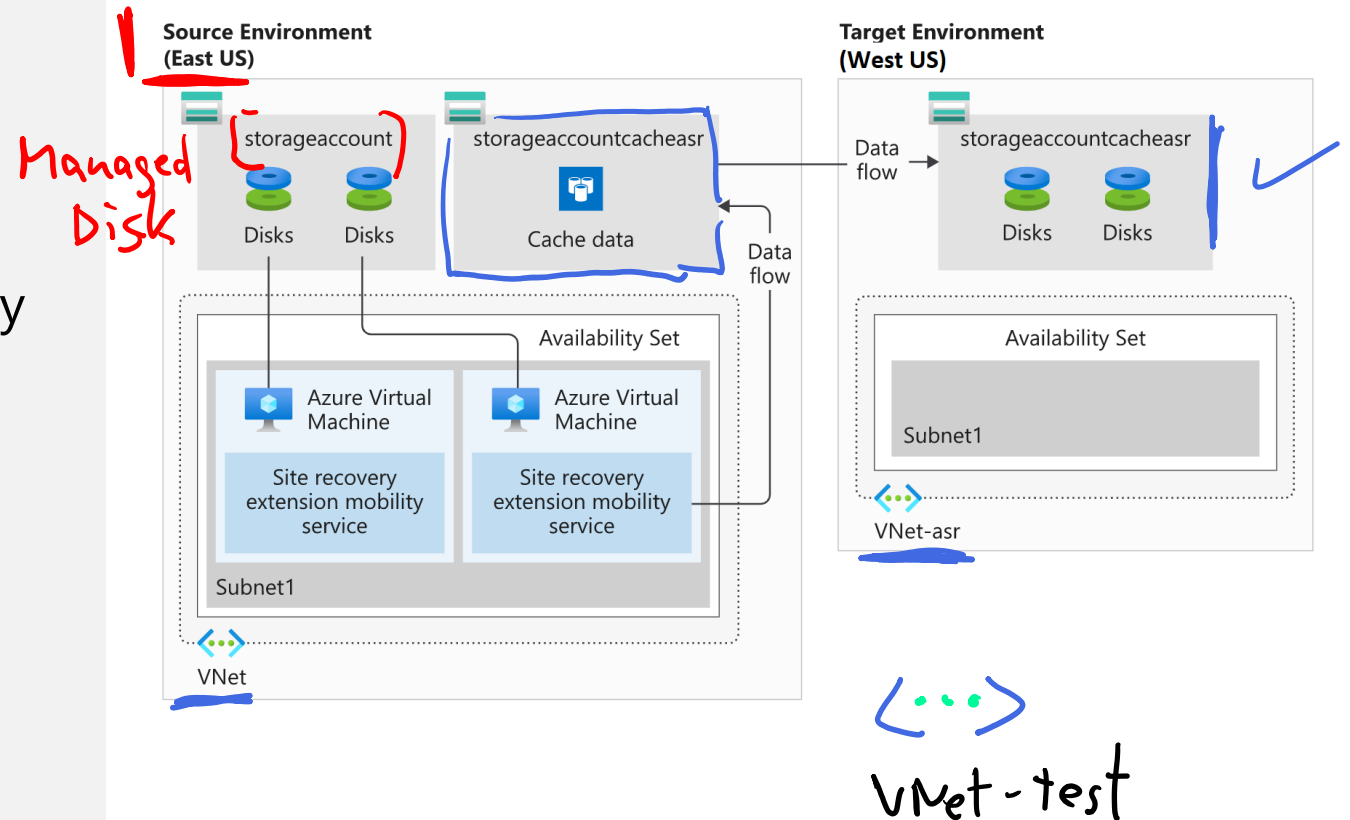 Source Environment
(East US)
storageaccount
Disks
Disks
Managed
Disk
storageaccountcacheasr
Cache data
Data
flow
Data
flow
y
Availability Set
Azure Virtual
Machine
Site recovery
extension mobility
service
Azure Virtual
Machine
Site recovery
extension mobility
service
Subnet1
VNet
Target Environment
(West US)
storageaccountcacheasr
Disks
Disks
Availability Set
Subnet1
VNet-asr
VNet-test